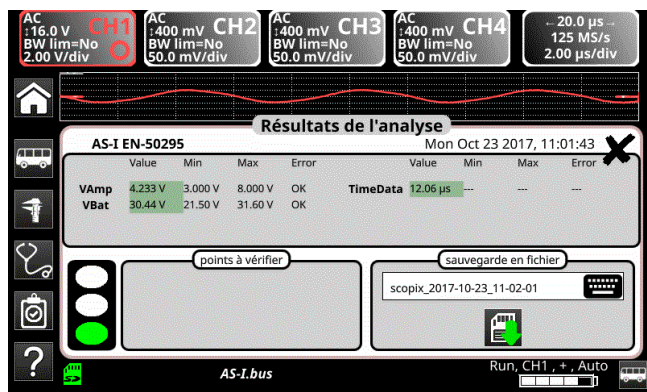 AC
↕16.0 V CH1
BW lim=No
2.00 V/div
AC
↕400 mV CH2
BW lim=No
50.0 mV/div
AC
↕400 mV CH3
BW lim=No
50.0 mV/div
AC
↕400 mV CH4
BW lim=No
50.0 mV/div
←20.0 µs→
125 MS/s
2.00 µs/div
Résultats de l'analyse
AS-I EN-50295 Mon Oct 23 2017, 11:01:43
Value Min Max Error Value Min Max Error
VAmp 4.233 V 3.000 V 8.000 V OK TimeData 12.06 µs --- --- ---
VBat 30.44 V 21.50 V 31.60 V OK
points à vérifier
sauvegarde en fichier
scopix_2017-10-23_11-02-01
?
AS-I.bus
Run, CH1 , + , Auto